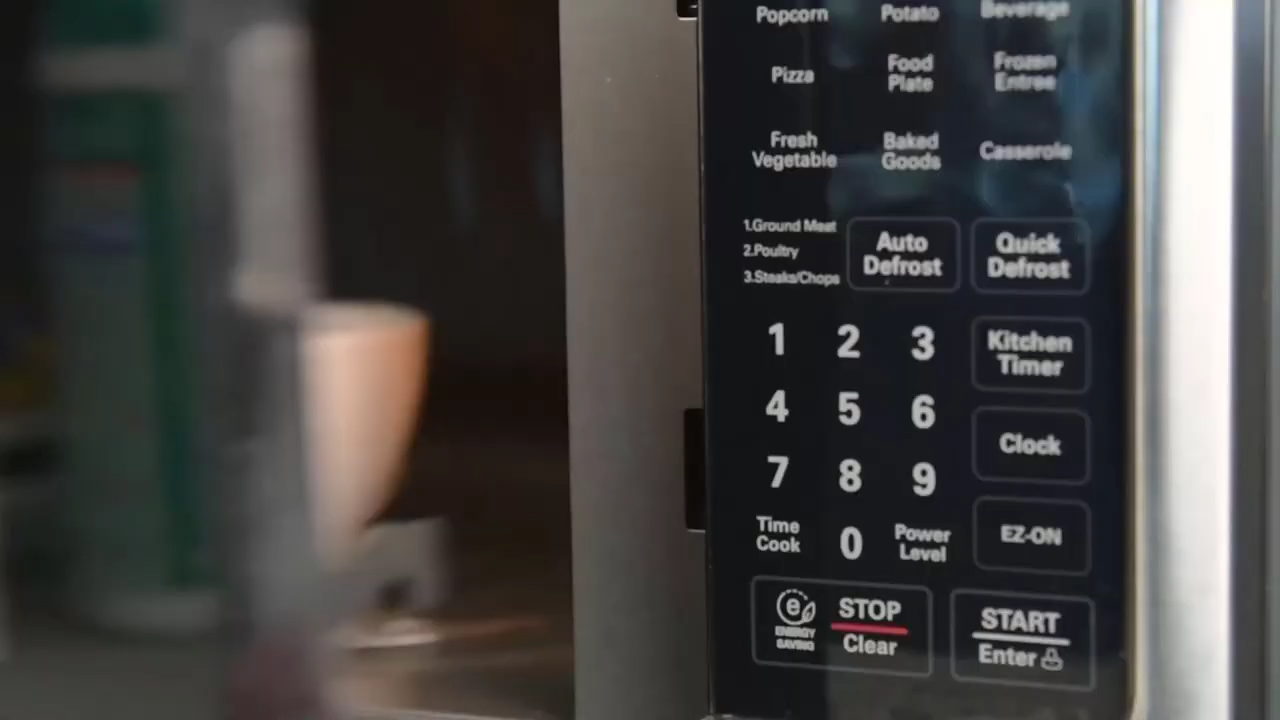 Popcorn Potato Beverage
Pizza
Food
Plate
Frozen
Entree
Fresh
Vegetable
Baked
Goods
Casserole
1.Ground Meat
2.Poultry
3.Steaks/Chops
Auto
Defrost
Quick
Defrost
1 2 3
Kitchen
Timer
4 5 6
Clock
7 8 9
Time
Cook
0
Power
Level
EZ-ON
e
ENERGY
SAVING
STOP
Clear
START
Enter